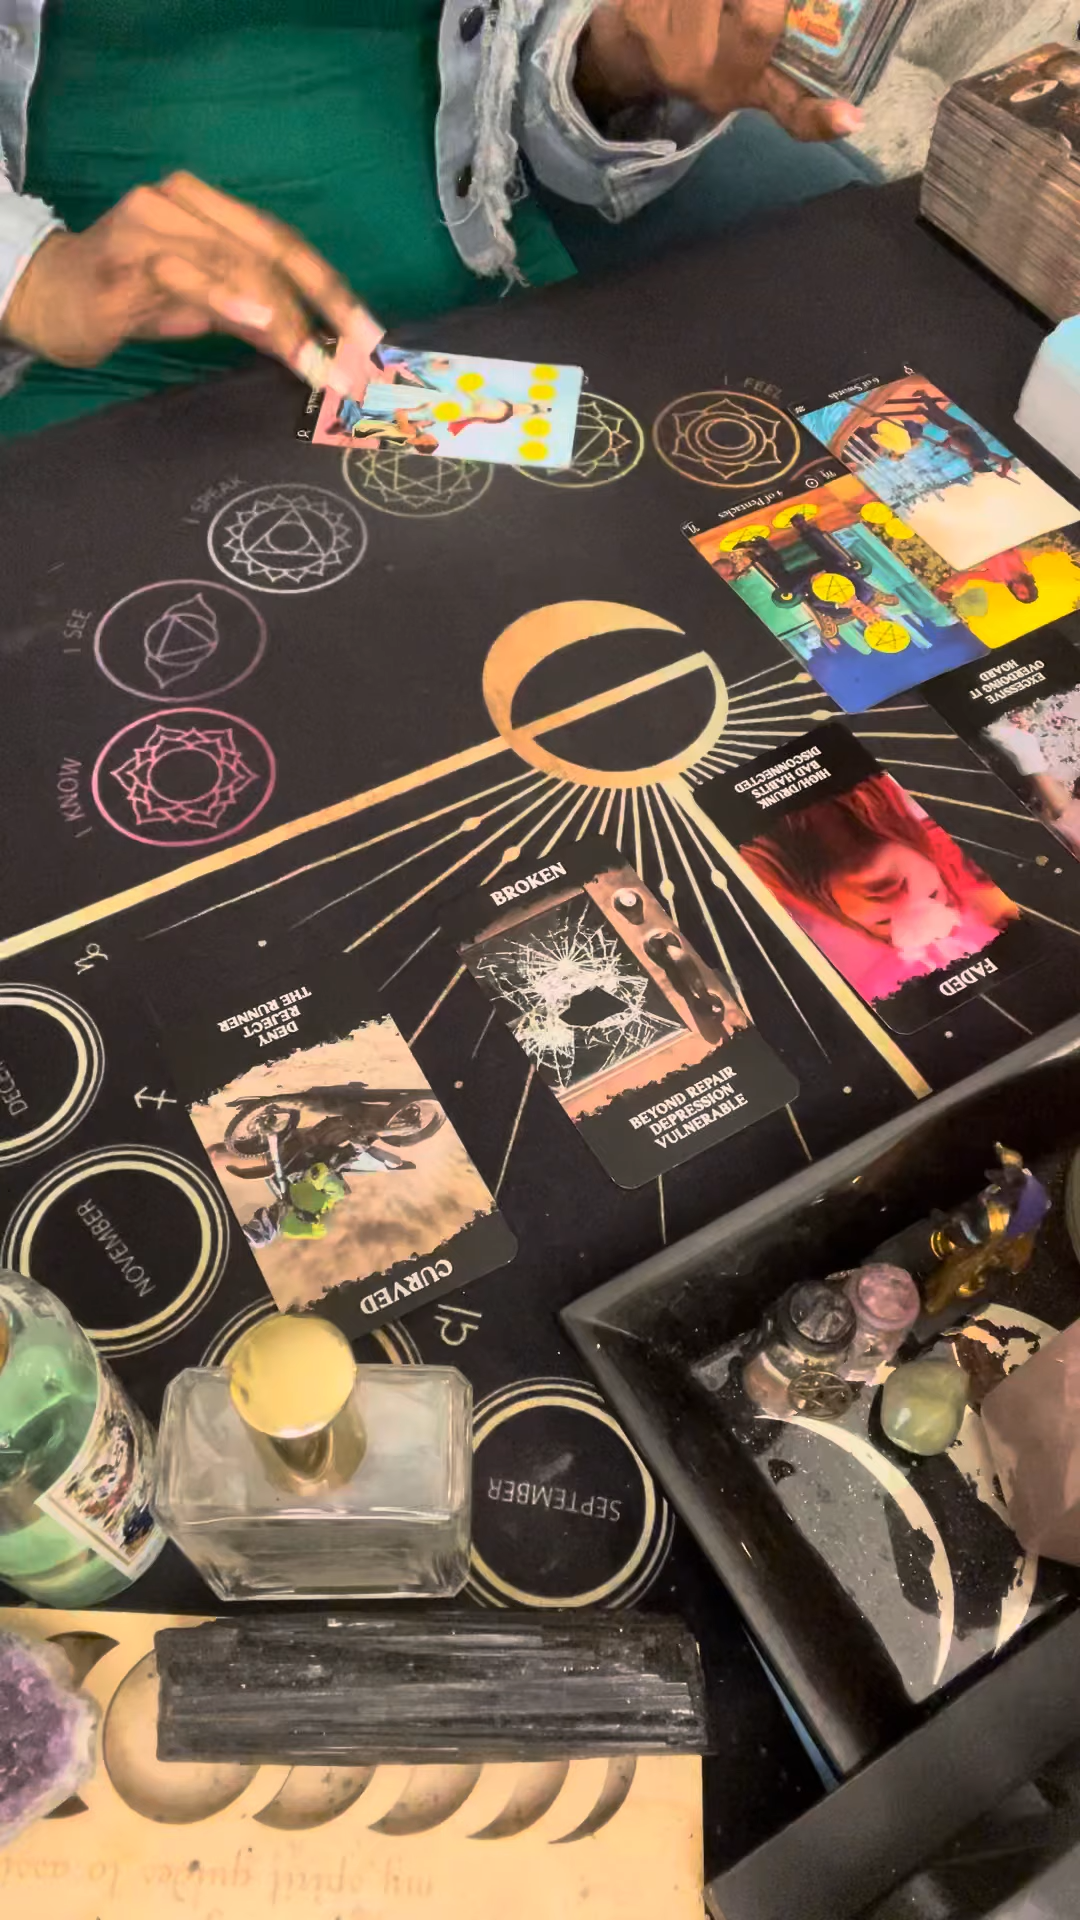 I FEEL
6 of Swords
4 of Pentacles
I SPEAK
I SEE
I KNOW
EXCESSIVE
OVERDOING IT
HOARD
HIGH/DRUNK
BAD HABITS
DISCONNECTED
FADED
BROKEN
BEYOND REPAIR
DEPRESSION
VULNERABLE
DENY
REJECT
THE RUNNER
CURVED
NOVEMBER
SEPTEMBER
my spirit guides to